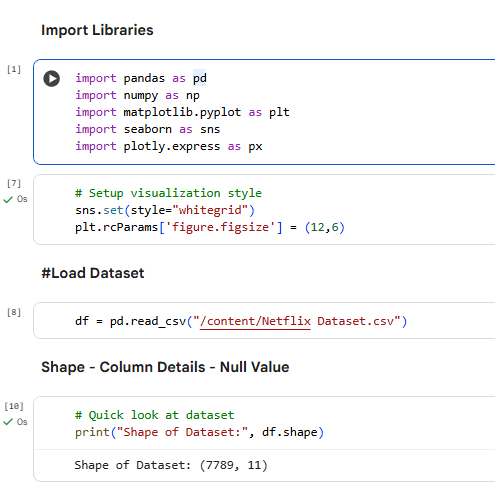 Import Libraries
[1]
import pandas as pd
import numpy as np
import matplotlib.pyplot as plt
import seaborn as sns
import plotly.express as px
[7]
0s
# Setup visualization style
sns.set(style="whitegrid")
plt.rcParams['figure.figsize'] = (12,6)
#Load Dataset
[8]
df = pd.read_csv("/content/Netflix Dataset.csv")
Shape - Column Details - Null Value
[10]
0s
# Quick look at dataset
print("Shape of Dataset:", df.shape)
Shape of Dataset: (7789, 11)